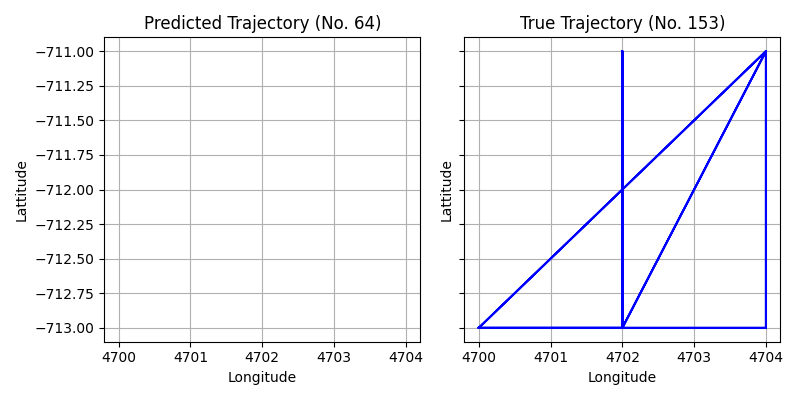 Predicted Trajectory (No. 64)
True Trajectory (No. 153)
−711.00
−711.25
−711.50
−711.75
−712.00
−712.25
−712.50
−712.75
−713.00
Lattitude
Lattitude
4700 4701 4702 4703 4704
4700 4701 4702 4703 4704
Longitude
Longitude